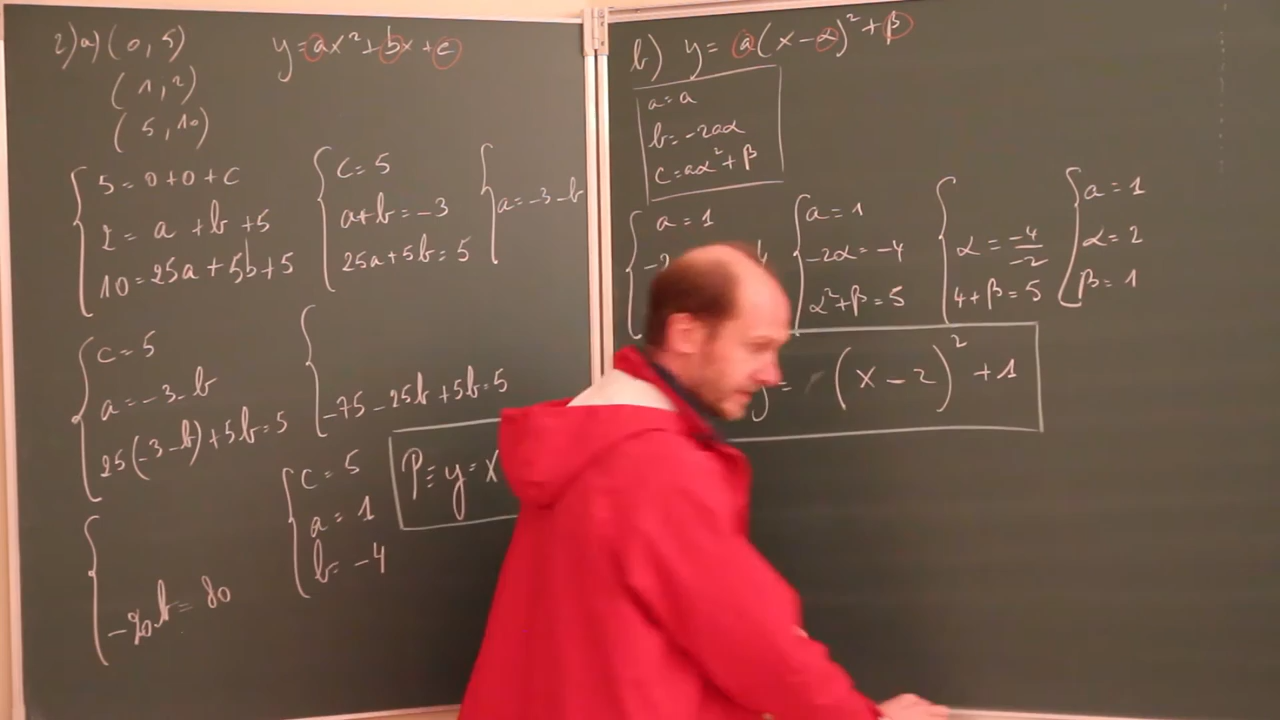 2)a) (0,5) y=ax²+bx+c
(1,2)
(5,10)
5=0+0+c
2=a+b+5
10=25a+5b+5
c=5
a+b=-3
25a+5b=5
a=-3-b
c=5
a=-3-b
25(-3-b)+5b=5
-75-25b+5b=5
-20b=80
c=5
a=1
b=-4
P≡y=x
b) y=a(x-α)²+β
a=a
b=-2aα
c=aα²+β
a=1
a=1
-2α=-4
α²+β=5
α=-4/-2
4+β=5
a=1
α=2
β=1
y=(x-2)²+1